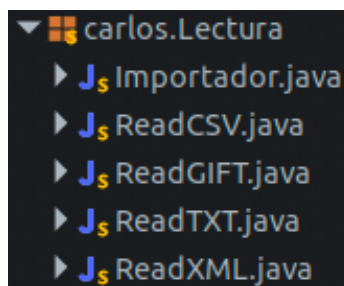 carlos.Lectura
Importador.java
ReadCSV.java
ReadGIFT.java
ReadTXT.java
ReadXML.java